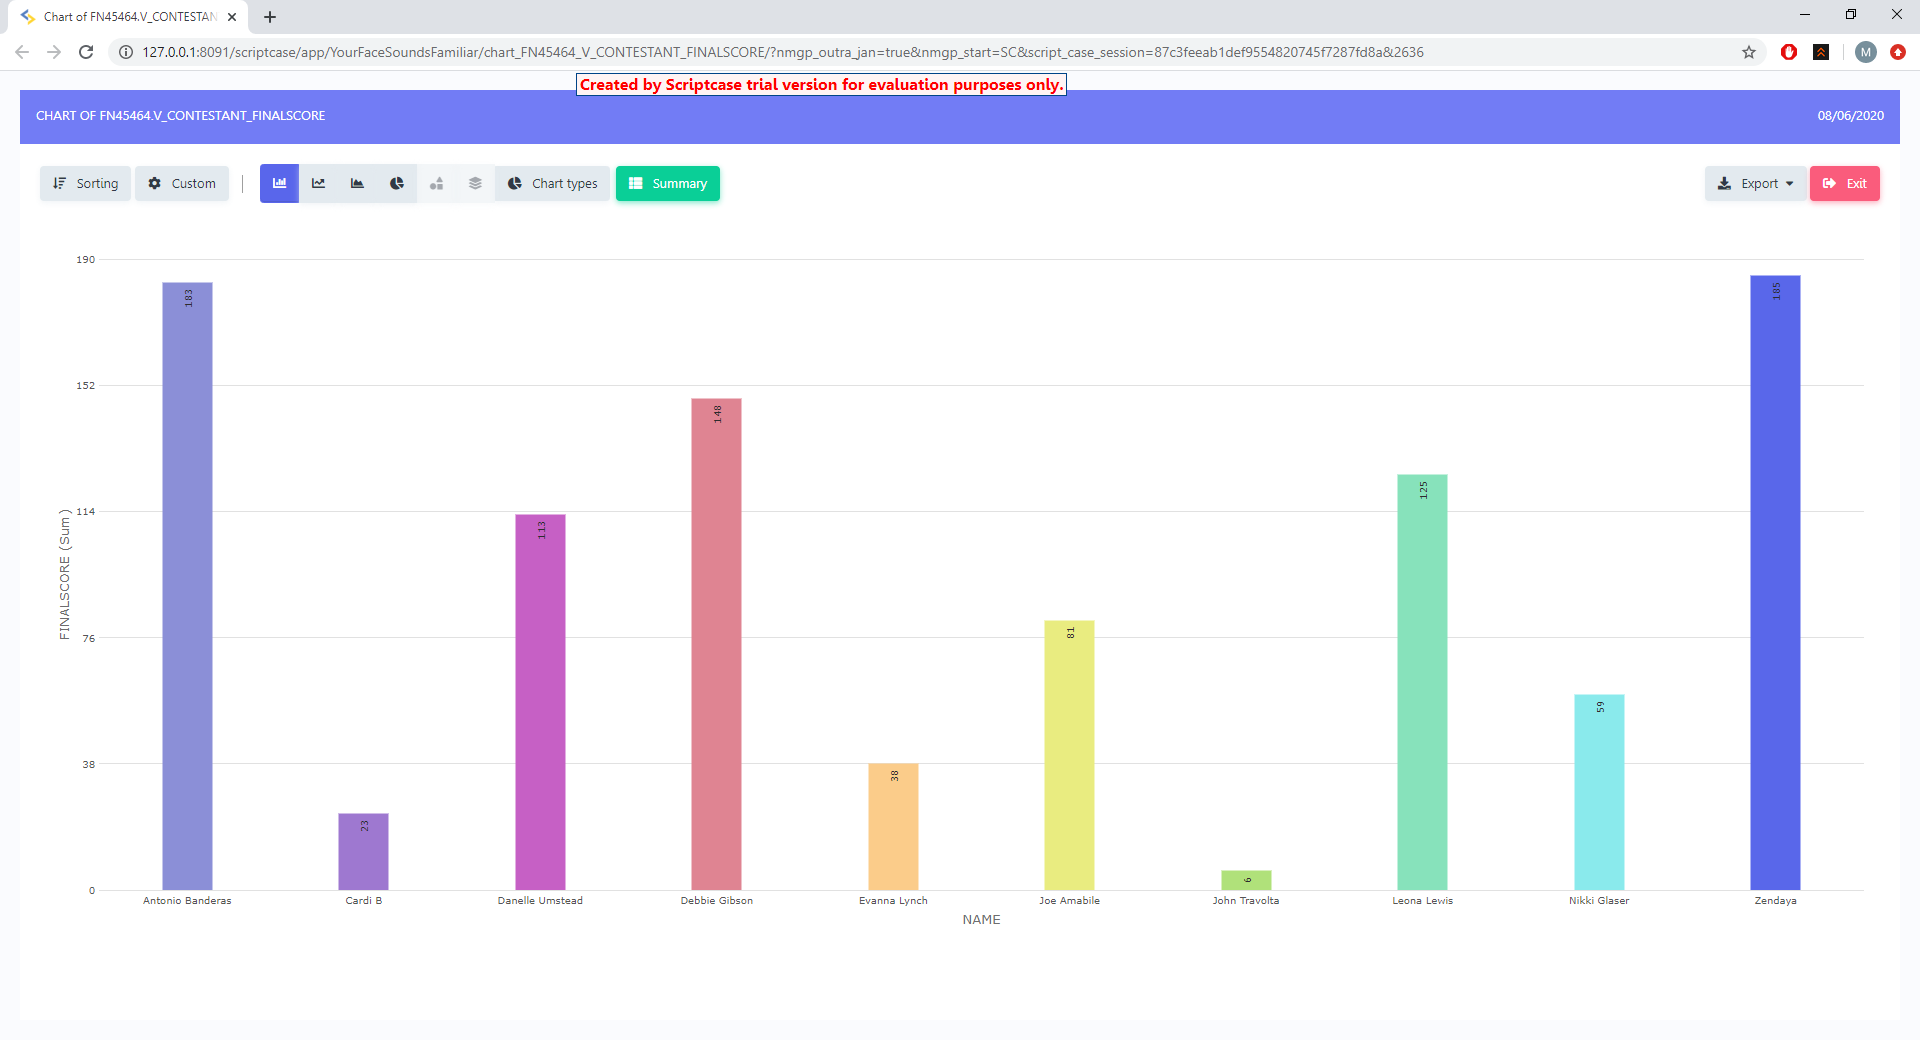 Chart of FN45464.V_CONTESTAN
127.0.0.1:8091/scriptcase/app/YourFaceSoundsFamiliar/chart_FN45464_V_CONTESTANT_FINALSCORE/?nmgp_outra_jan=true&nmgp_start=SC&script_case_session=87c3feeab1def9554820745f7287fd8a&2636
M
Created by Scriptcase trial version for evaluation purposes only.
CHART OF FN45464.V_CONTESTANT_FINALSCORE 08/06/2020
Sorting Custom Chart types Summary Export Exit
190
183
185
152
148
125
114
113
FINALSCORE (Sum)
81
76
59
38
38
23
6
0
Antonio Banderas Cardi B Danelle Umstead Debbie Gibson Evanna Lynch Joe Amabile John Travolta Leona Lewis Nikki Glaser Zendaya
NAME